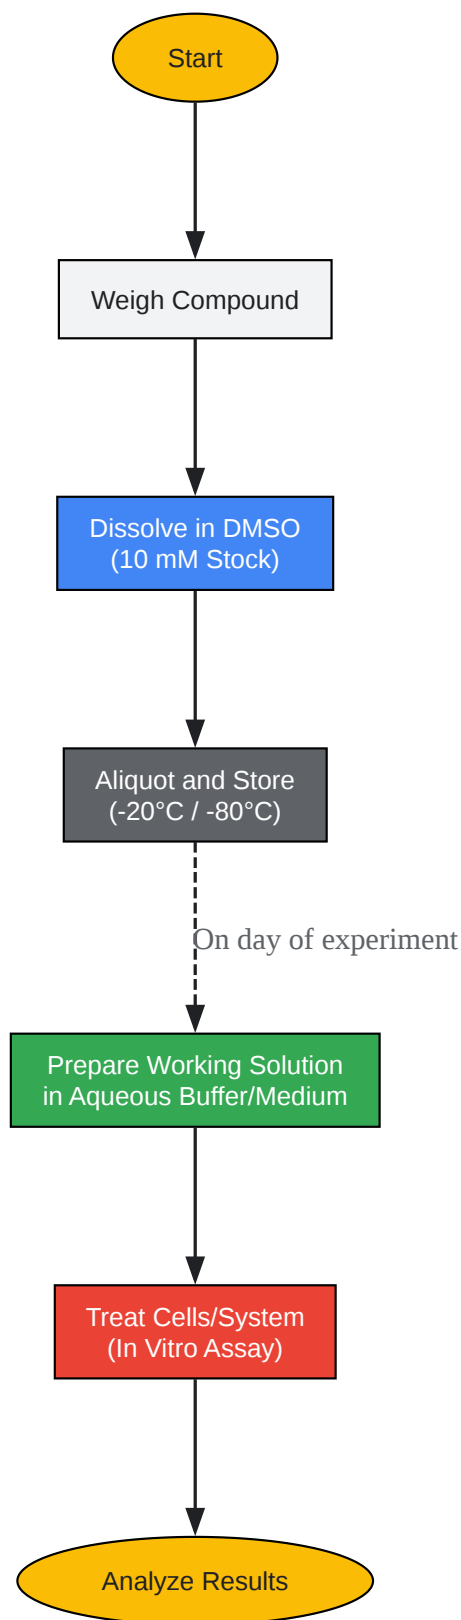 Start
Weigh Compound
Dissolve in DMSO
(10 mM Stock)
Aliquot and Store
(-20°C / -80°C)
On day of experiment
Prepare Working Solution
in Aqueous Buffer/Medium
Treat Cells/System
(In Vitro Assay)
Analyze Results